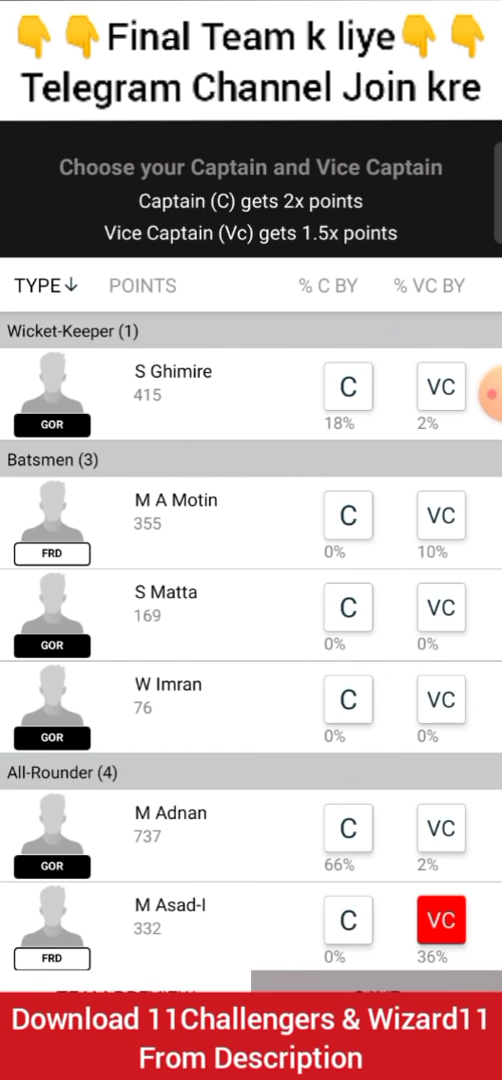 👇👇Final Team k liye👇👇
Telegram Channel Join kre
Choose your Captain and Vice Captain
Captain (C) gets 2x points
Vice Captain (Vc) gets 1.5x points
TYPE↓ POINTS % C BY % VC BY
Wicket-Keeper (1)
S Ghimire
415
C VC
GOR
18% 2%
Batsmen (3)
M A Motin
355
C VC
FRD
0% 10%
S Matta
169
C VC
GOR
0% 0%
W Imran
76
C VC
GOR
0% 0%
All-Rounder (4)
M Adnan
737
C VC
GOR
66% 2%
M Asad-I
332
C VC
FRD
0% 36%
Download 11Challengers & Wizard11
From Description